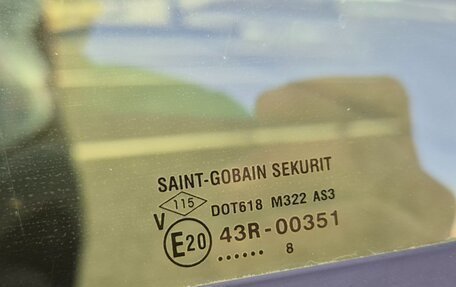 SAINT-GOBAIN SEKURIT
115 DOT618 M322 AS3
V
E20 43R-00351
...... 8